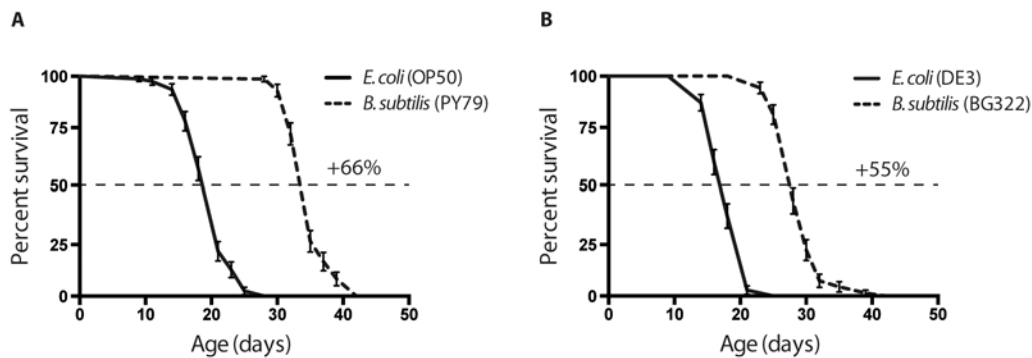 A
B
100
E. coli (OP50)
B. subtilis (PY79)
75
+66%
50
25
0
Percent survival
0 10 20 30 40 50
Age (days)
100
E. coli (DE3)
B. subtilis (BG322)
75
+55%
50
25
0
Percent survival
0 10 20 30 40 50
Age (days)